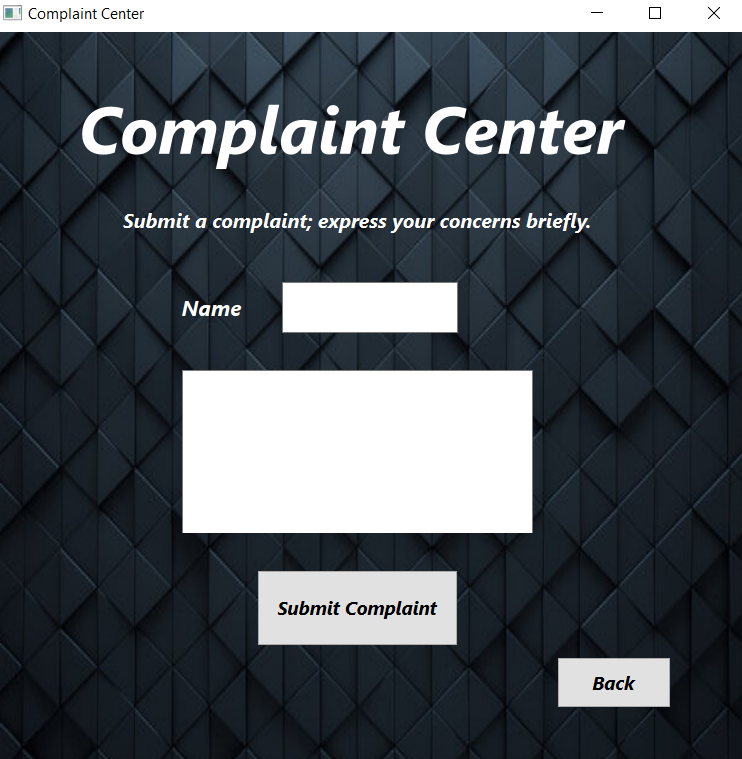 Complaint Center
Complaint Center
Submit a complaint; express your concerns briefly.
Name
Submit Complaint
Back